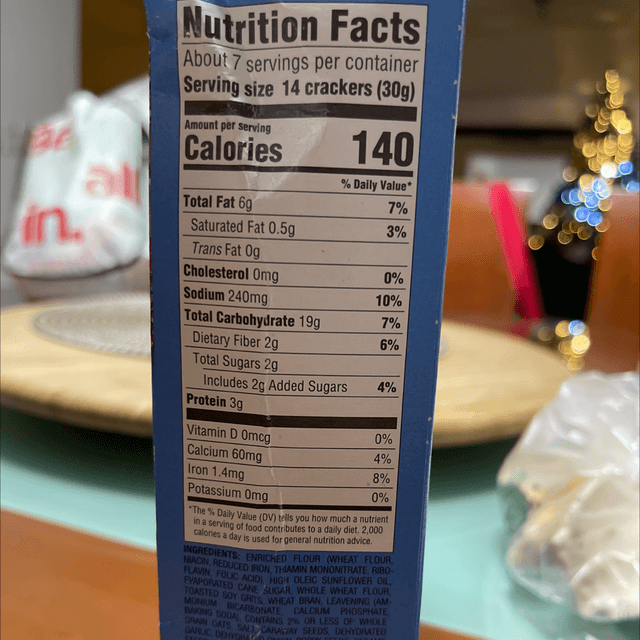 Nutrition Facts
About 7 servings per container
Serving size 14 crackers (30g)
Amount per serving
Calories 140
% Daily Value*
Total Fat 6g 7%
Saturated Fat 0.5g 3%
Trans Fat 0g
Cholesterol 0mg 0%
Sodium 240mg 10%
Total Carbohydrate 19g 7%
Dietary Fiber 2g 6%
Total Sugars 2g
Includes 2g Added Sugars 4%
Protein 3g
Vitamin D 0mcg 0%
Calcium 60mg 4%
Iron 1.4mg 8%
Potassium 0mg 0%
*The % Daily Value (DV) tells you how much a nutrient
in a serving of food contributes to a daily diet. 2,000
calories a day is used for general nutrition advice.
INGREDIENTS: ENRICHED FLOUR (WHEAT FLOUR,
NIACIN, REDUCED IRON, THIAMIN MONONITRATE, RIBO-
FLAVIN, FOLIC ACID), HIGH OLEIC SUNFLOWER OIL,
EVAPORATED CANE SUGAR, WHOLE WHEAT FLOUR,
TOASTED SOY GRITS, WHEAT BRAN, LEAVENING (AM-
MONIUM BICARBONATE, CALCIUM PHOSPHATE,
BAKING SODA), CONTAINS 2% OR LESS OF WHOLE
GRAIN OATS, SALT, CARAWAY SEEDS, DEHYDRATED
in.
all